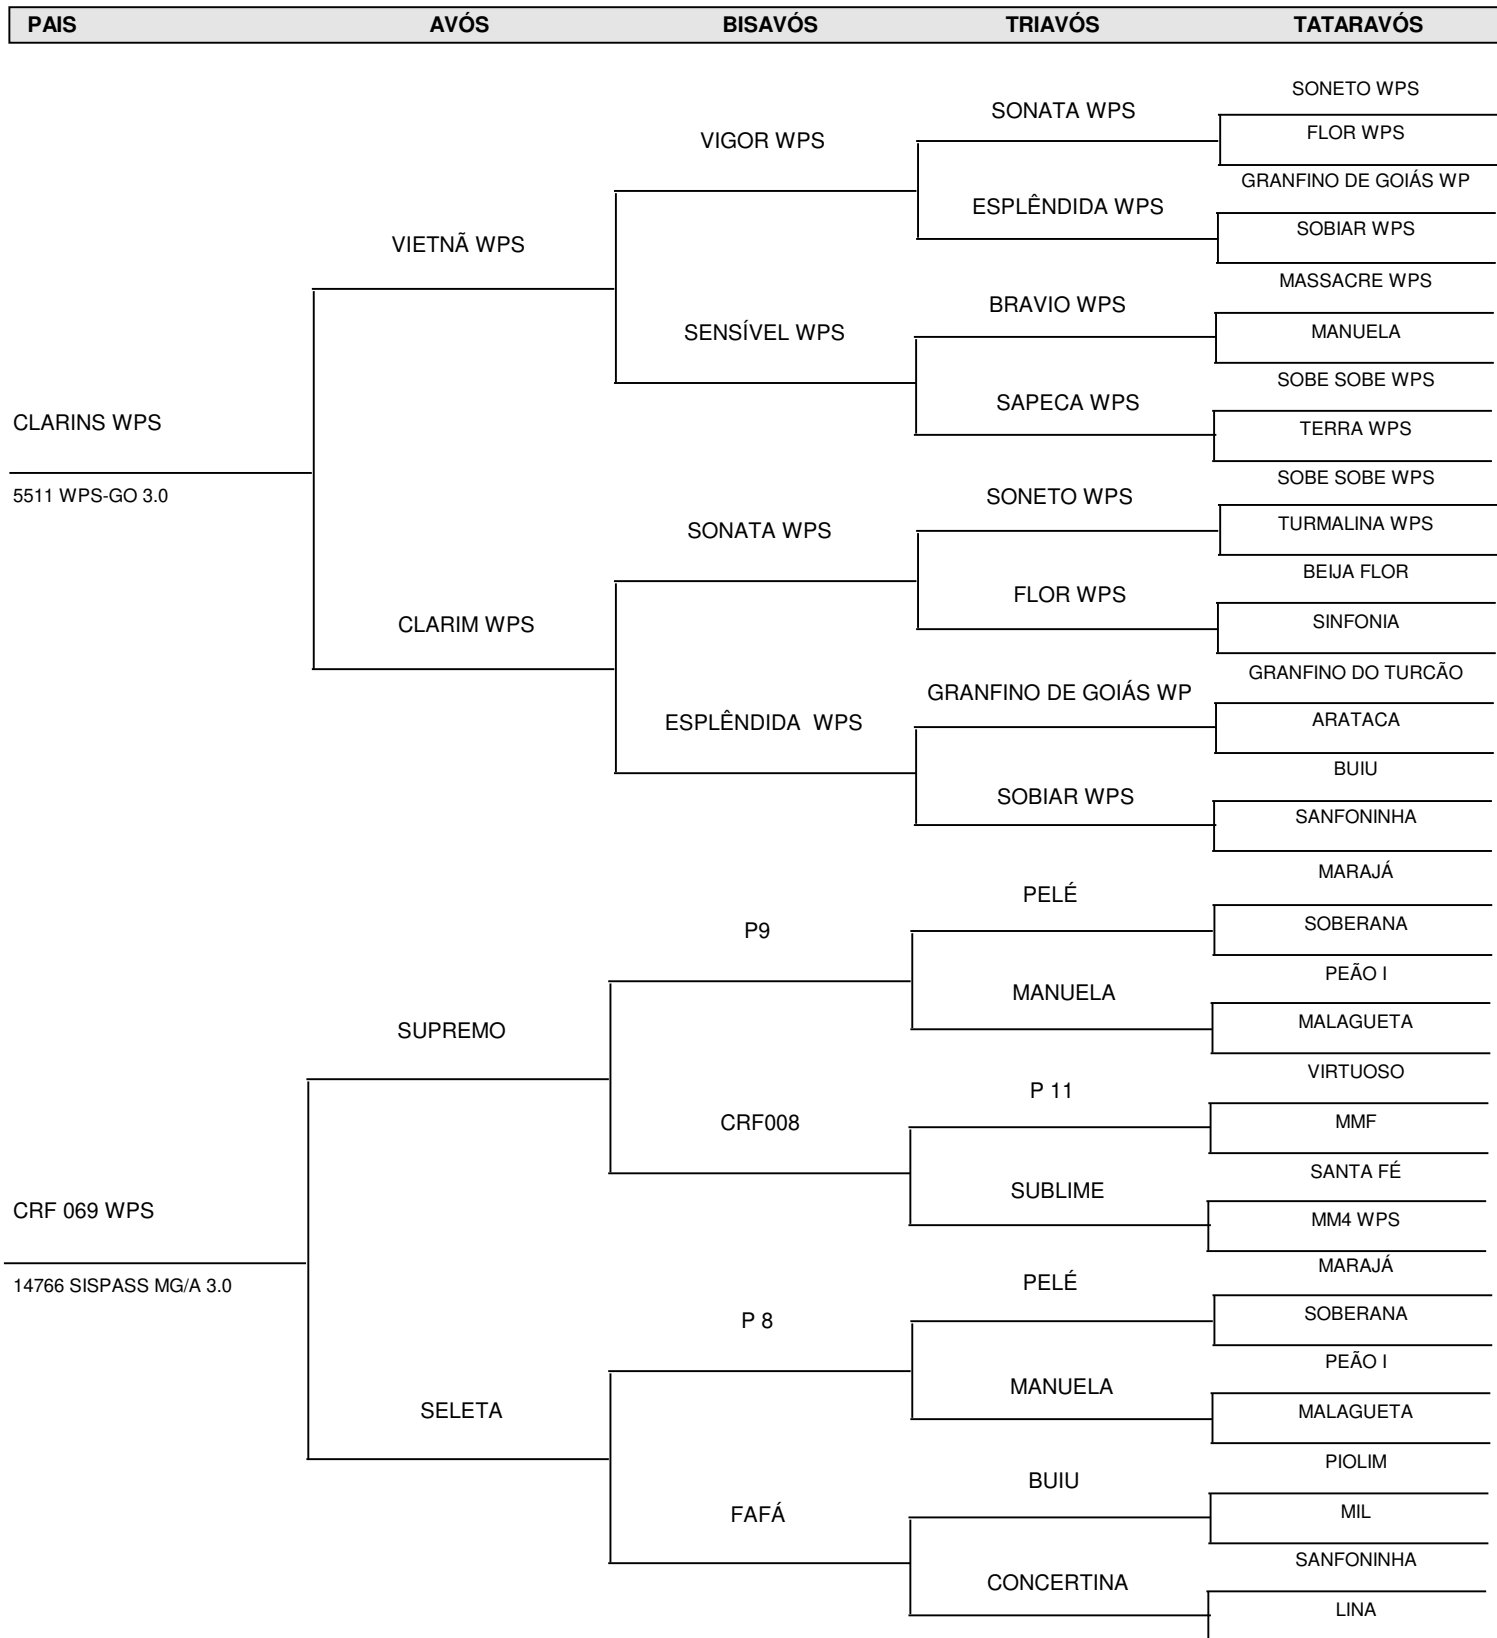 PAIS AVÓS BISAVÓS TRIAVÓS TATARAVÓS
SONETO WPS
SONATA WPS
FLOR WPS
VIGOR WPS
GRANFINO DE GOIÁS WP
ESPLÊNDIDA WPS
SOBIAR WPS
VIETNÃ WPS
MASSACRE WPS
BRAVIO WPS
MANUELA
SENSÍVEL WPS
SOBE SOBE WPS
SAPECA WPS
TERRA WPS
CLARINS WPS
5511 WPS-GO 3.0
SOBE SOBE WPS
SONETO WPS
TURMALINA WPS
SONATA WPS
BEIJA FLOR
FLOR WPS
SINFONIA
CLARIM WPS
GRANFINO DO TURCÃO
GRANFINO DE GOIÁS WP
ARATACA
ESPLÊNDIDA  WPS
BUIU
SOBIAR WPS
SANFONINHA
MARAJÁ
PELÉ
SOBERANA
P9
PEÃO I
MANUELA
MALAGUETA
SUPREMO
VIRTUOSO
P 11
MMF
CRF008
SANTA FÉ
SUBLIME
MM4 WPS
CRF 069 WPS
14766 SISPASS MG/A 3.0
MARAJÁ
PELÉ
SOBERANA
P 8
PEÃO I
MANUELA
MALAGUETA
SELETA
PIOLIM
BUIU
MIL
FAFÁ
SANFONINHA
CONCERTINA
LINA